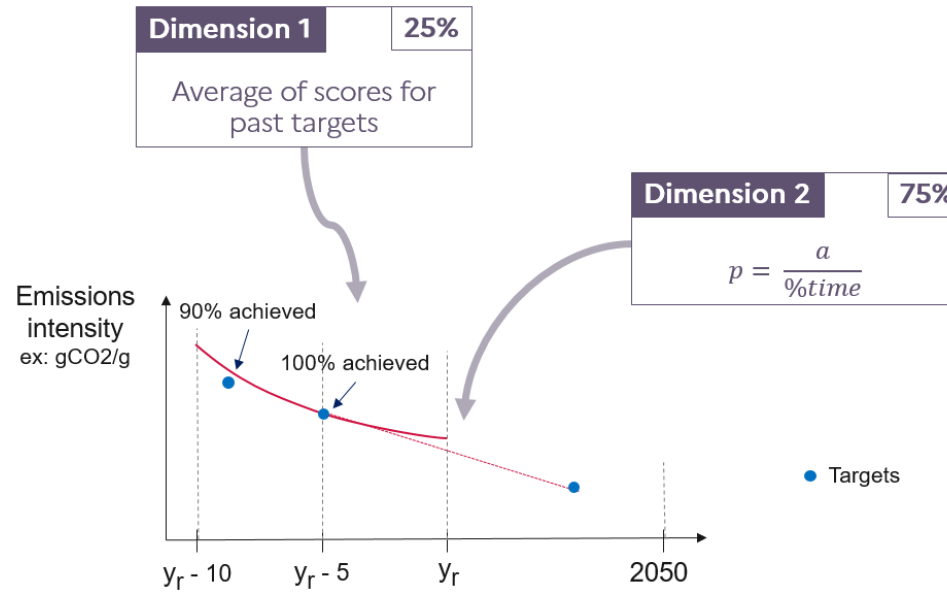 Dimension 1
25%
Average of scores for
past targets
Dimension 2
75%
p = a / %time
Emissions
intensity
ex: gCO2/g
90% achieved
100% achieved
Targets
yr - 10
yr - 5
yr
2050